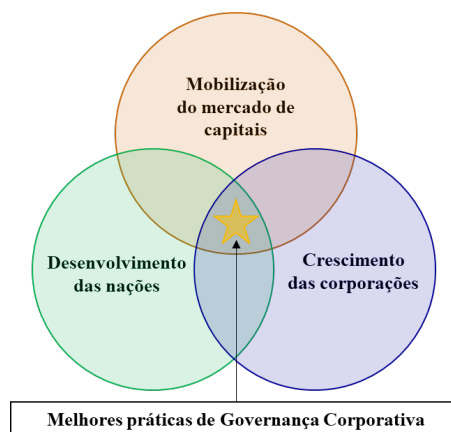 Mobilização
do mercado de
capitais
Desenvolvimento
das nações
Crescimento
das corporações
Melhores práticas de Governança Corporativa